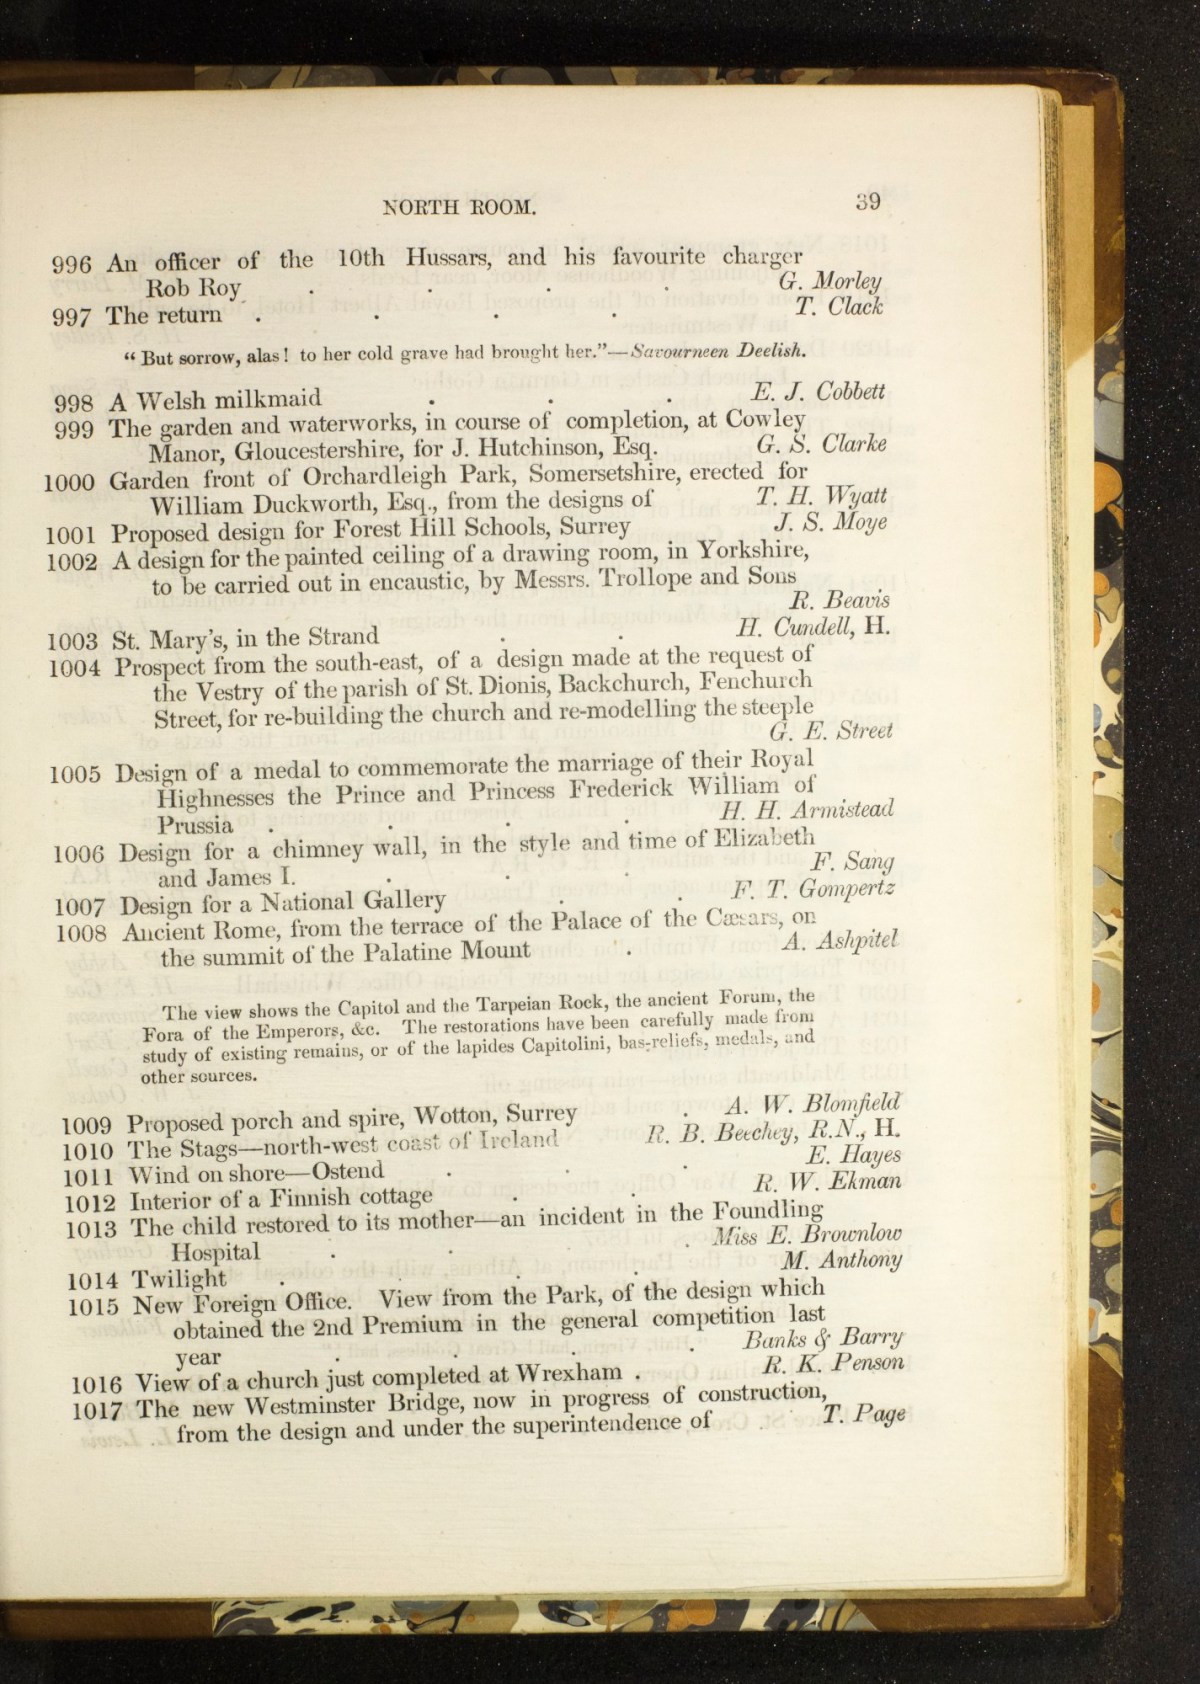 NORTH ROOM. 39
996 An officer of the 10th Hussars, and his favourite charger
Rob Roy . . . . G. Morley
997 The return . . . . T. Clack
“ But sorrow, alas! to her cold grave had brought her.”—Savourneen Deelish.
998 A Welsh milkmaid . . . E. J. Cobbett
999 The garden and waterworks, in course of completion, at Cowley
Manor, Gloucestershire, for J. Hutchinson, Esq. G. S. Clarke
1000 Garden front of Orchardleigh Park, Somersetshire, erected for
William Duckworth, Esq., from the designs of T. H. Wyatt
1001 Proposed design for Forest Hill Schools, Surrey . J. S. Moye
1002 A design for the painted ceiling of a drawing room, in Yorkshire,
to be carried out in encaustic, by Messrs. Trollope and Sons
R. Beavis
1003 St. Mary’s, in the Strand . . H. Cundell, H.
1004 Prospect from the south-east, of a design made at the request of
the Vestry of the parish of St. Dionis, Backchurch, Fenchurch
Street, for re-building the church and re-modelling the steeple
G. E. Street
1005 Design of a medal to commemorate the marriage of their Royal
Highnesses the Prince and Princess Frederick William of
Prussia . . . . H. H. Armistead
1006 Design for a chimney wall, in the style and time of Elizabeth
and James I. . . . F. Sang
1007 Design for a National Gallery . . F. T. Gompertz
1008 Ancient Rome, from the terrace of the Palace of the Cæsars, on
the summit of the Palatine Mount . A. Ashpitel
The view shows the Capitol and the Tarpeian Rock, the ancient Forum, the
Fora of the Emperors, &c. The restorations have been carefully made from
study of existing remains, or of the lapides Capitolini, bas-reliefs, medals, and
other sources.
1009 Proposed porch and spire, Wotton, Surrey . A. W. Blomfield
1010 The Stags—north-west coast of Ireland R. B. Beechey, R.N., H.
1011 Wind on shore—Ostend . . . E. Hayes
1012 Interior of a Finnish cottage . . R. W. Ekman
1013 The child restored to its mother—an incident in the Foundling
Hospital . . . . Miss E. Brownlow
1014 Twilight . . . . M. Anthony
1015 New Foreign Office. View from the Park, of the design which
obtained the 2nd Premium in the general competition last
year . . . . Banks & Barry
1016 View of a church just completed at Wrexham . R. K. Penson
1017 The new Westminster Bridge, now in progress of construction,
from the design and under the superintendence of T. Page